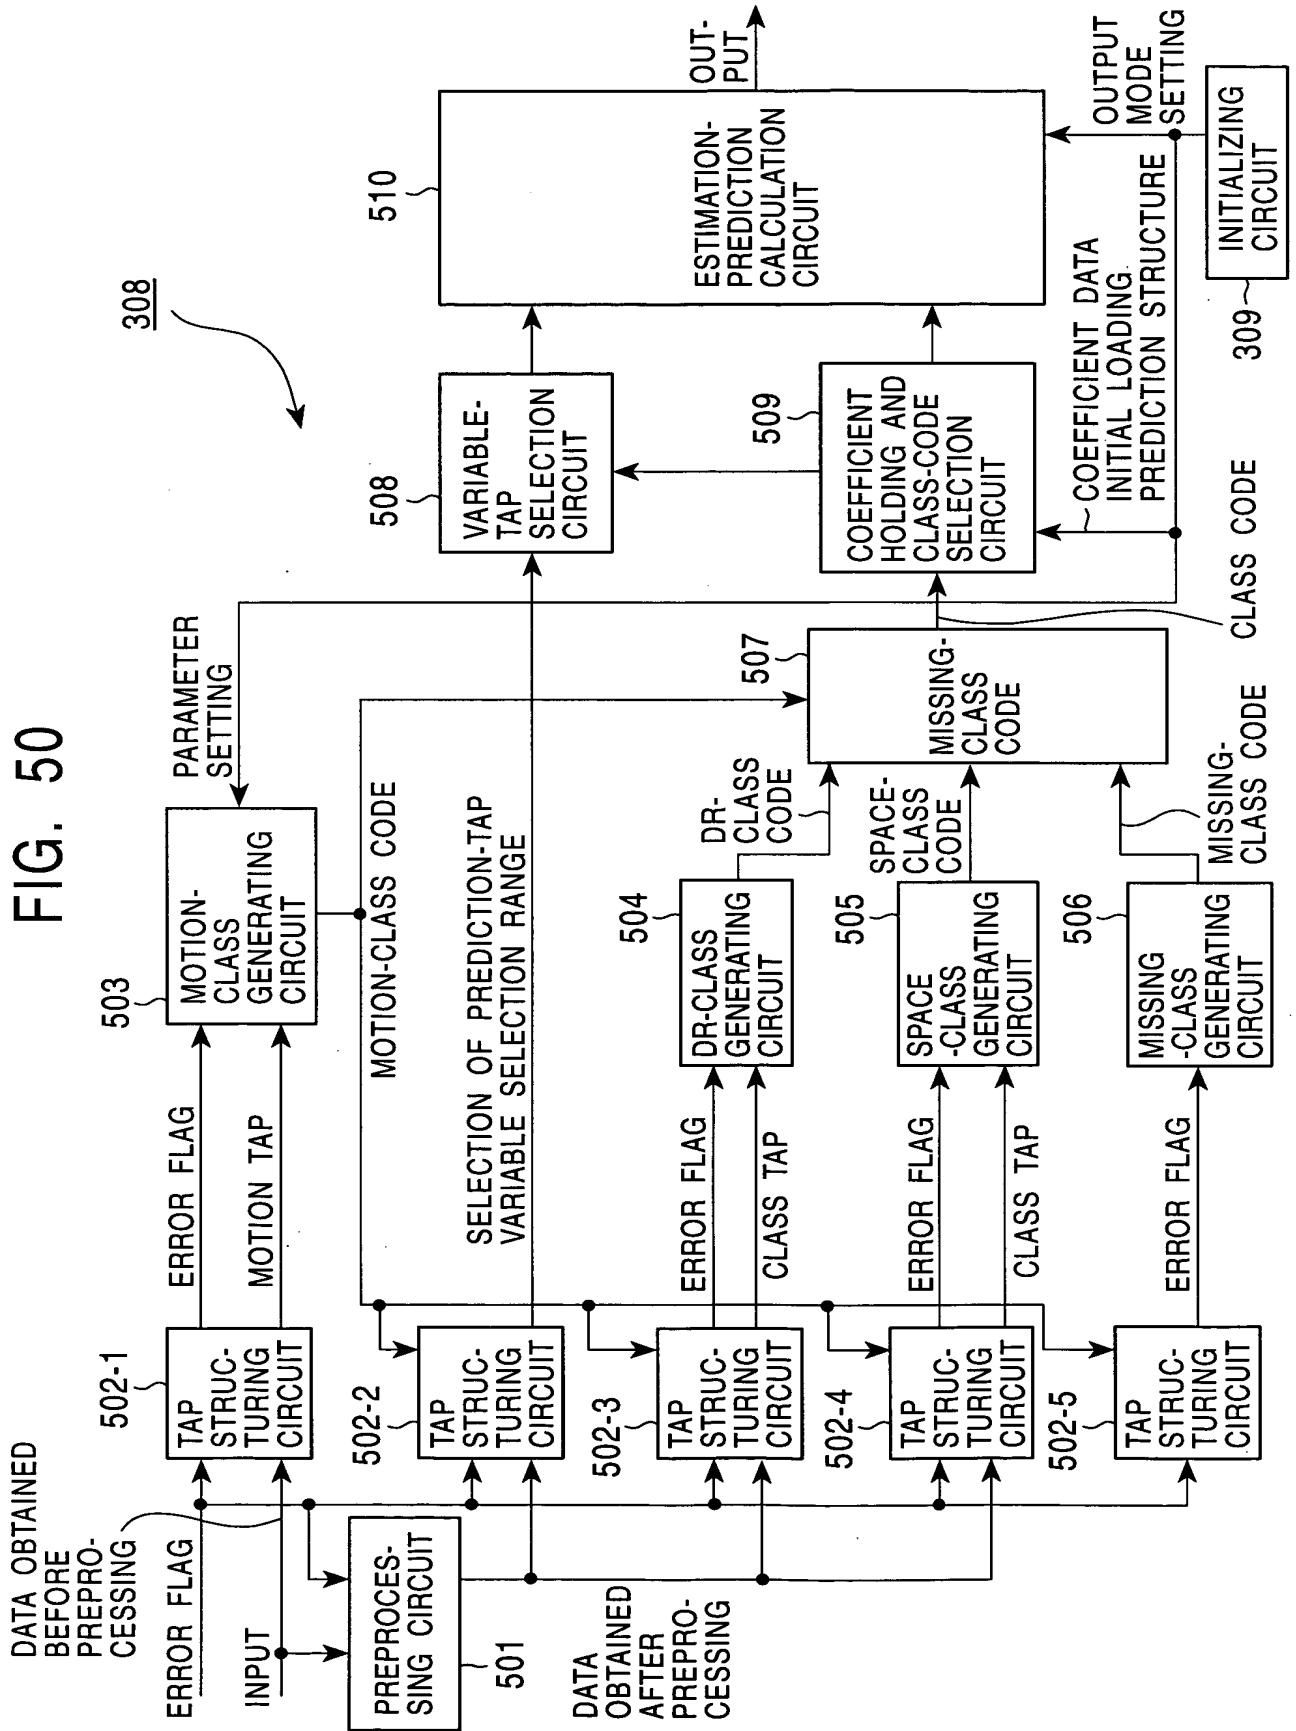 FIG. 50
308
DATA OBTAINED
BEFORE
PREPRO-
CESSING
ERROR FLAG
INPUT
PREPROCES-
SING CIRCUIT
501
DATA
OBTAINED
AFTER
PREPRO-
CESSING
502-1
TAP
STRUC-
TURING
CIRCUIT
502-2
TAP
STRUC-
TURING
CIRCUIT
502-3
TAP
STRUC-
TURING
CIRCUIT
502-4
TAP
STRUC-
TURING
CIRCUIT
502-5
TAP
STRUC-
TURING
CIRCUIT
ERROR FLAG
MOTION TAP
SELECTION OF PREDICTION-TAP
VARIABLE SELECTION RANGE
ERROR FLAG
CLASS TAP
ERROR FLAG
CLASS TAP
ERROR FLAG
503
MOTION-
CLASS
GENERATING
CIRCUIT
MOTION-CLASS CODE
PARAMETER
SETTING
504
DR-CLASS
GENERATING
CIRCUIT
505
SPACE
-CLASS
GENERATING
CIRCUIT
506
MISSING
-CLASS
GENERATING
CIRCUIT
DR-
CLASS
CODE
SPACE-
CLASS
CODE
MISSING-
CLASS CODE
507
MISSING-
CLASS
CODE
CLASS CODE
508
VARIABLE-
TAP
SELECTION
CIRCUIT
509
COEFFICIENT
HOLDING AND
CLASS-CODE
SELECTION
CIRCUIT
COEFFICIENT DATA
INITIAL LOADING
PREDICTION STRUCTURE
510
ESTIMATION-
PREDICTION
CALCULATION
CIRCUIT
OUT-
PUT
OUTPUT
MODE
SETTING
INITIALIZING
CIRCUIT
309